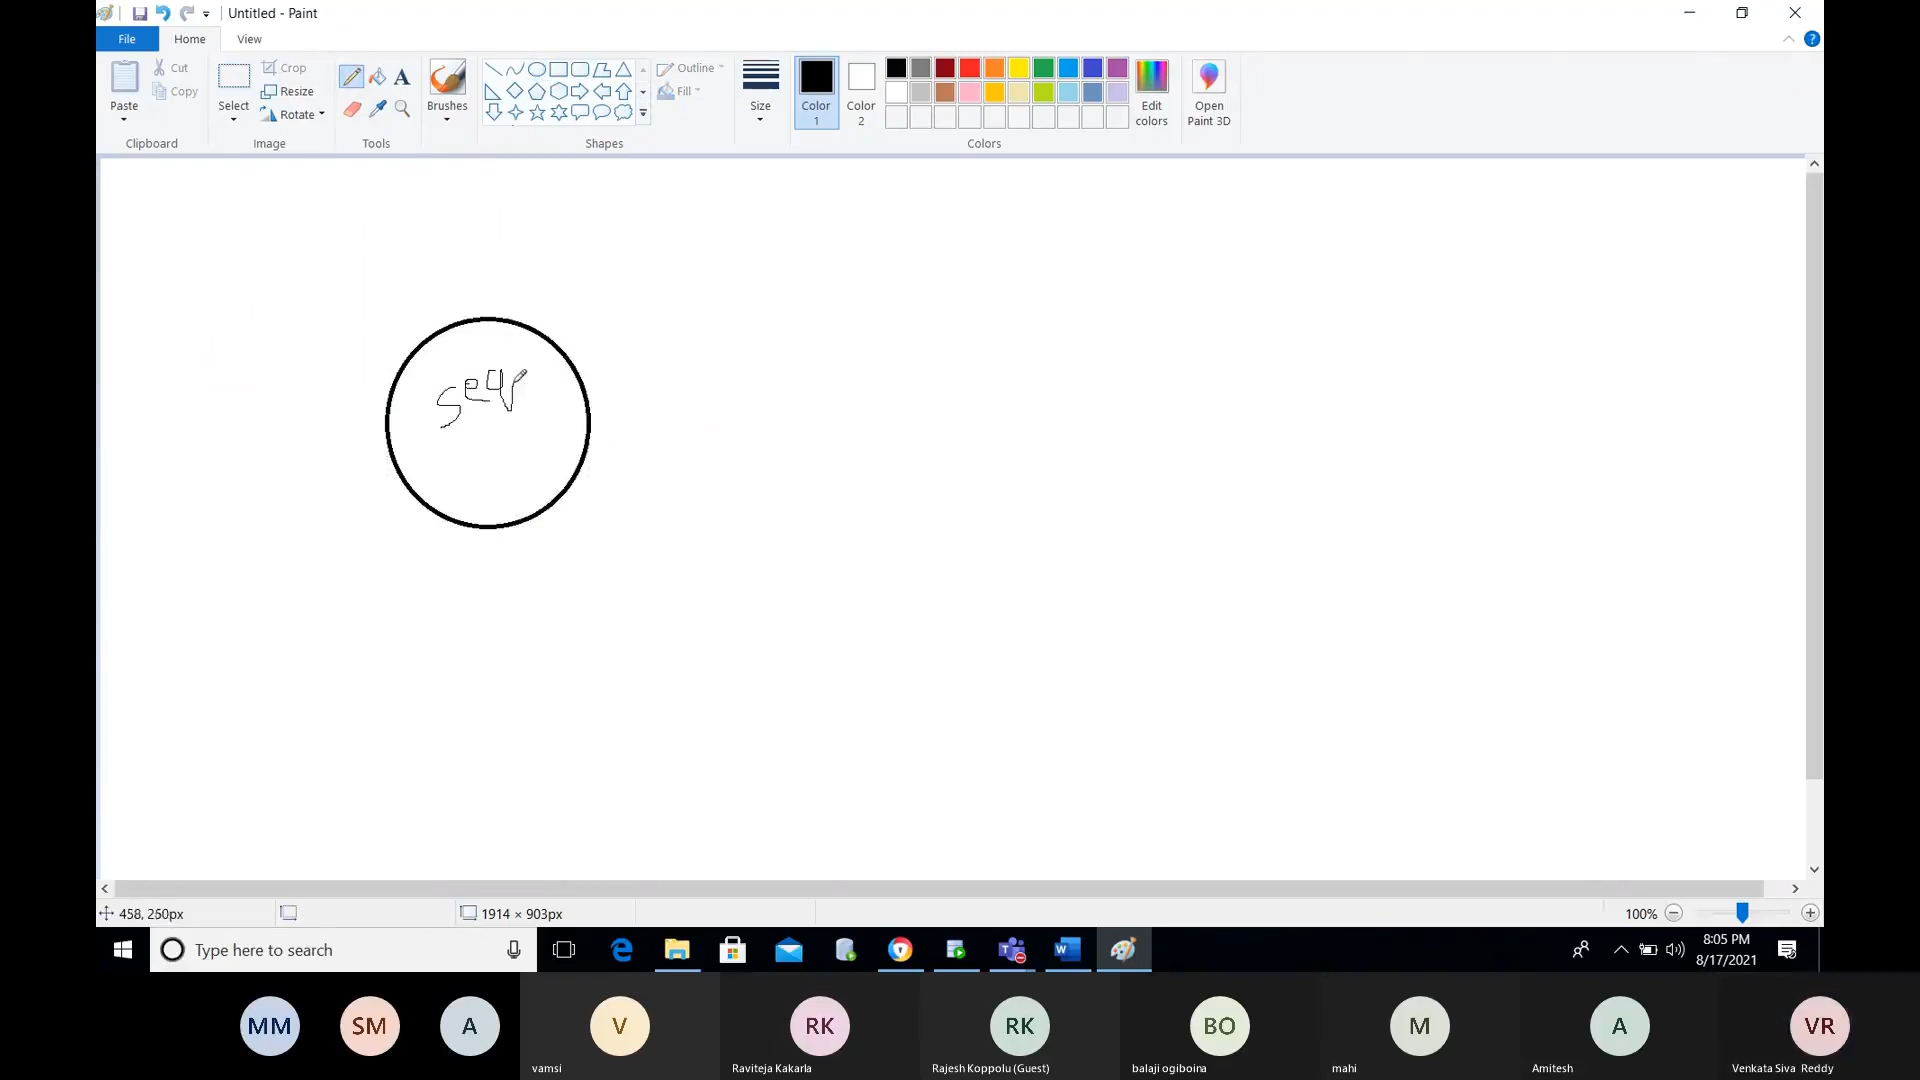 Untitled - Paint
File Home View
Paste
Cut
Copy
Clipboard
Select
Crop
Resize
Rotate
Image
Tools
Brushes
Shapes
Outline
Fill
Size
Color 1
Color 2
Edit colors
Colors
Open Paint 3D
458, 250px
1914 × 903px
100%
Type here to search
8:05 PM
8/17/2021
MM SM A V RK RK BO M A VR
vamsi Raviteja Kakarla Rajesh Koppolu (Guest) balaji ogiboina mahi Amitesh Venkata Siva Reddy